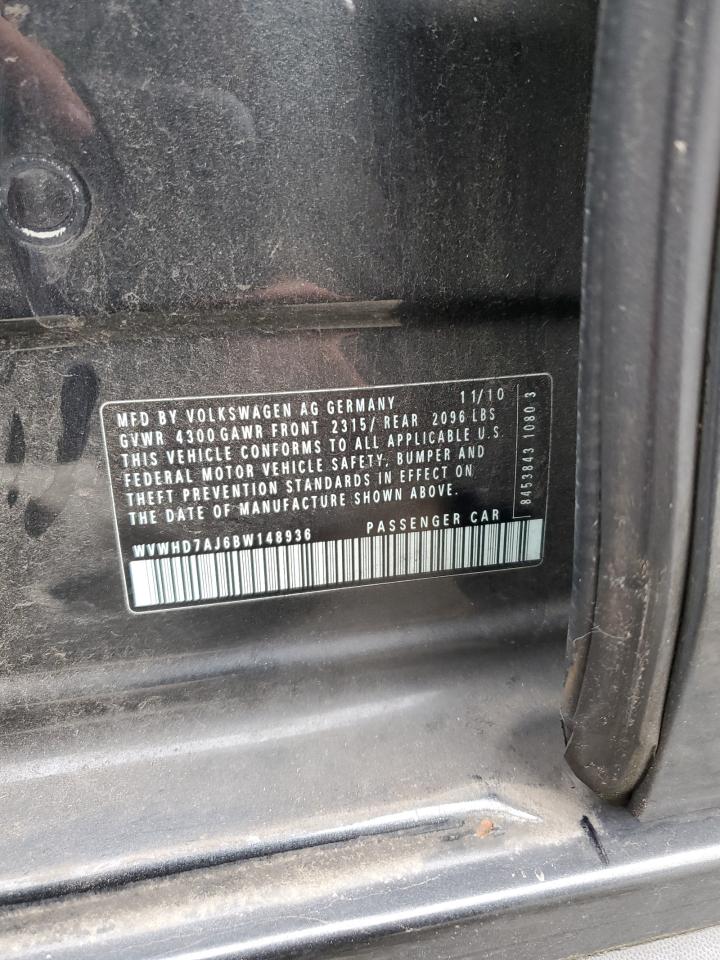 MFD BY VOLKSWAGEN AG GERMANY 11/10
GVWR 4300 GAWR FRONT 2315/ REAR 2096 LBS
THIS VEHICLE CONFORMS TO ALL APPLICABLE U.S.
FEDERAL MOTOR VEHICLE SAFETY, BUMPER AND
THEFT PREVENTION STANDARDS IN EFFECT ON
THE DATE OF MANUFACTURE SHOWN ABOVE.
WVWHD7AJ6BW148936 PASSENGER CAR
8453843 1080 3